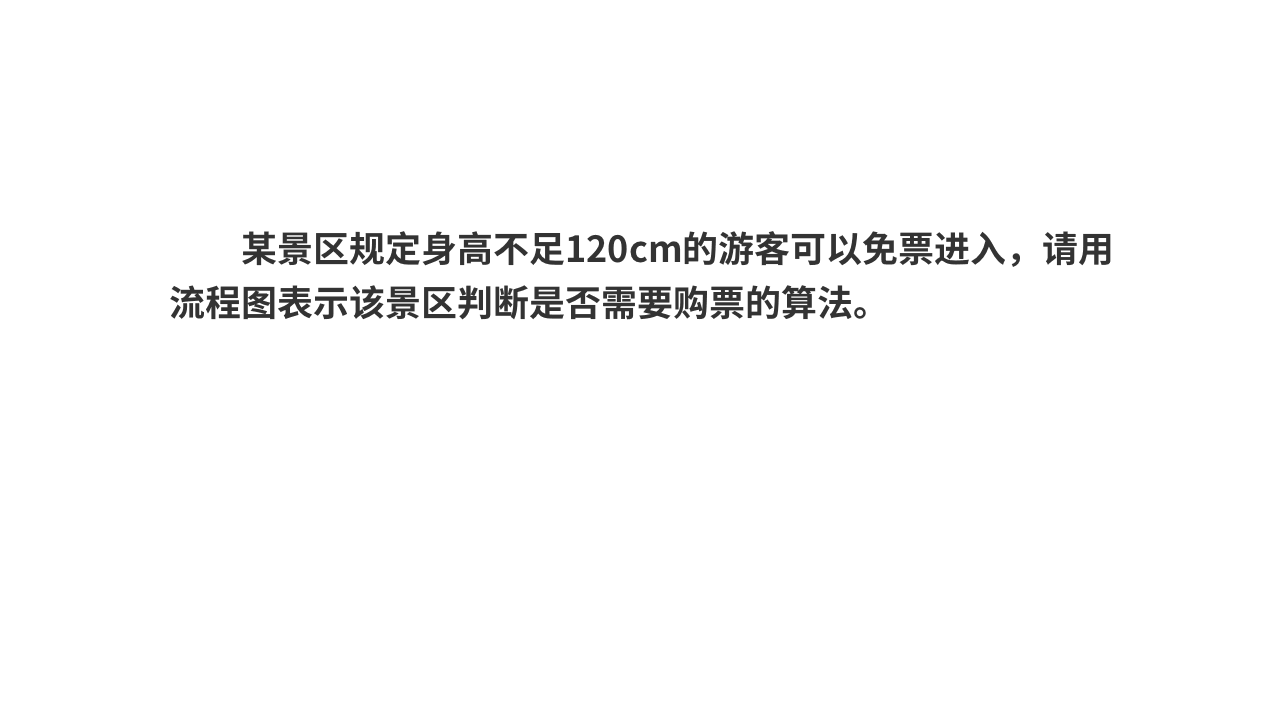 某景区规定身高不足120cm的游客可以免票进入，请用
流程图表示该景区判断是否需要购票的算法。